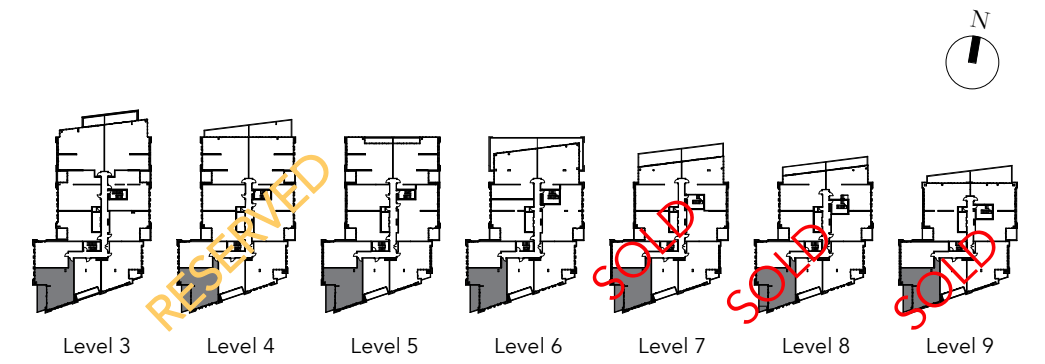 N
RESERVED
SOLD
SOLD
SOLD
Level 3
Level 4
Level 5
Level 6
Level 7
Level 8
Level 9